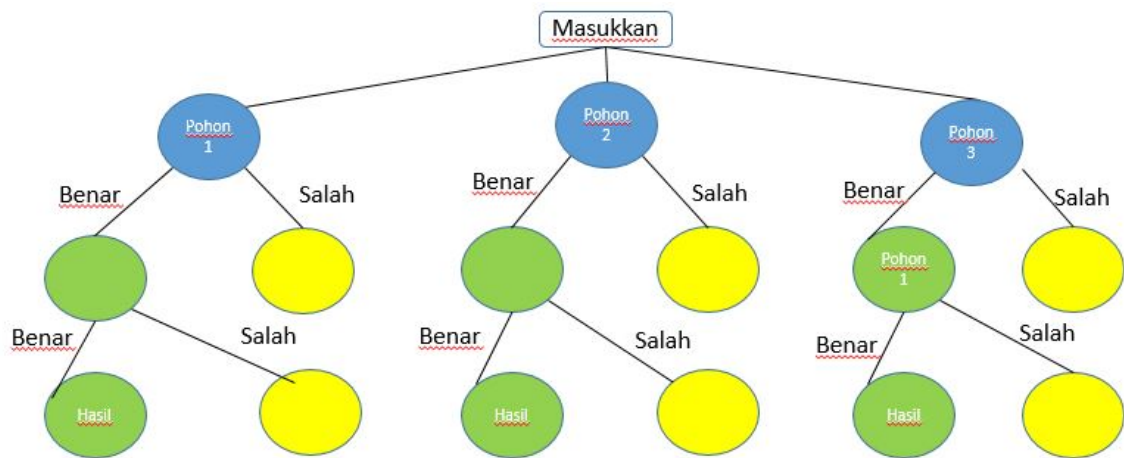 Masukkan
Pohon
1
Pohon
2
Pohon
3
Benar
Salah
Benar
Salah
Benar
Salah
Pohon
1
Benar
Salah
Benar
Salah
Benar
Salah
Hasil
Hasil
Hasil